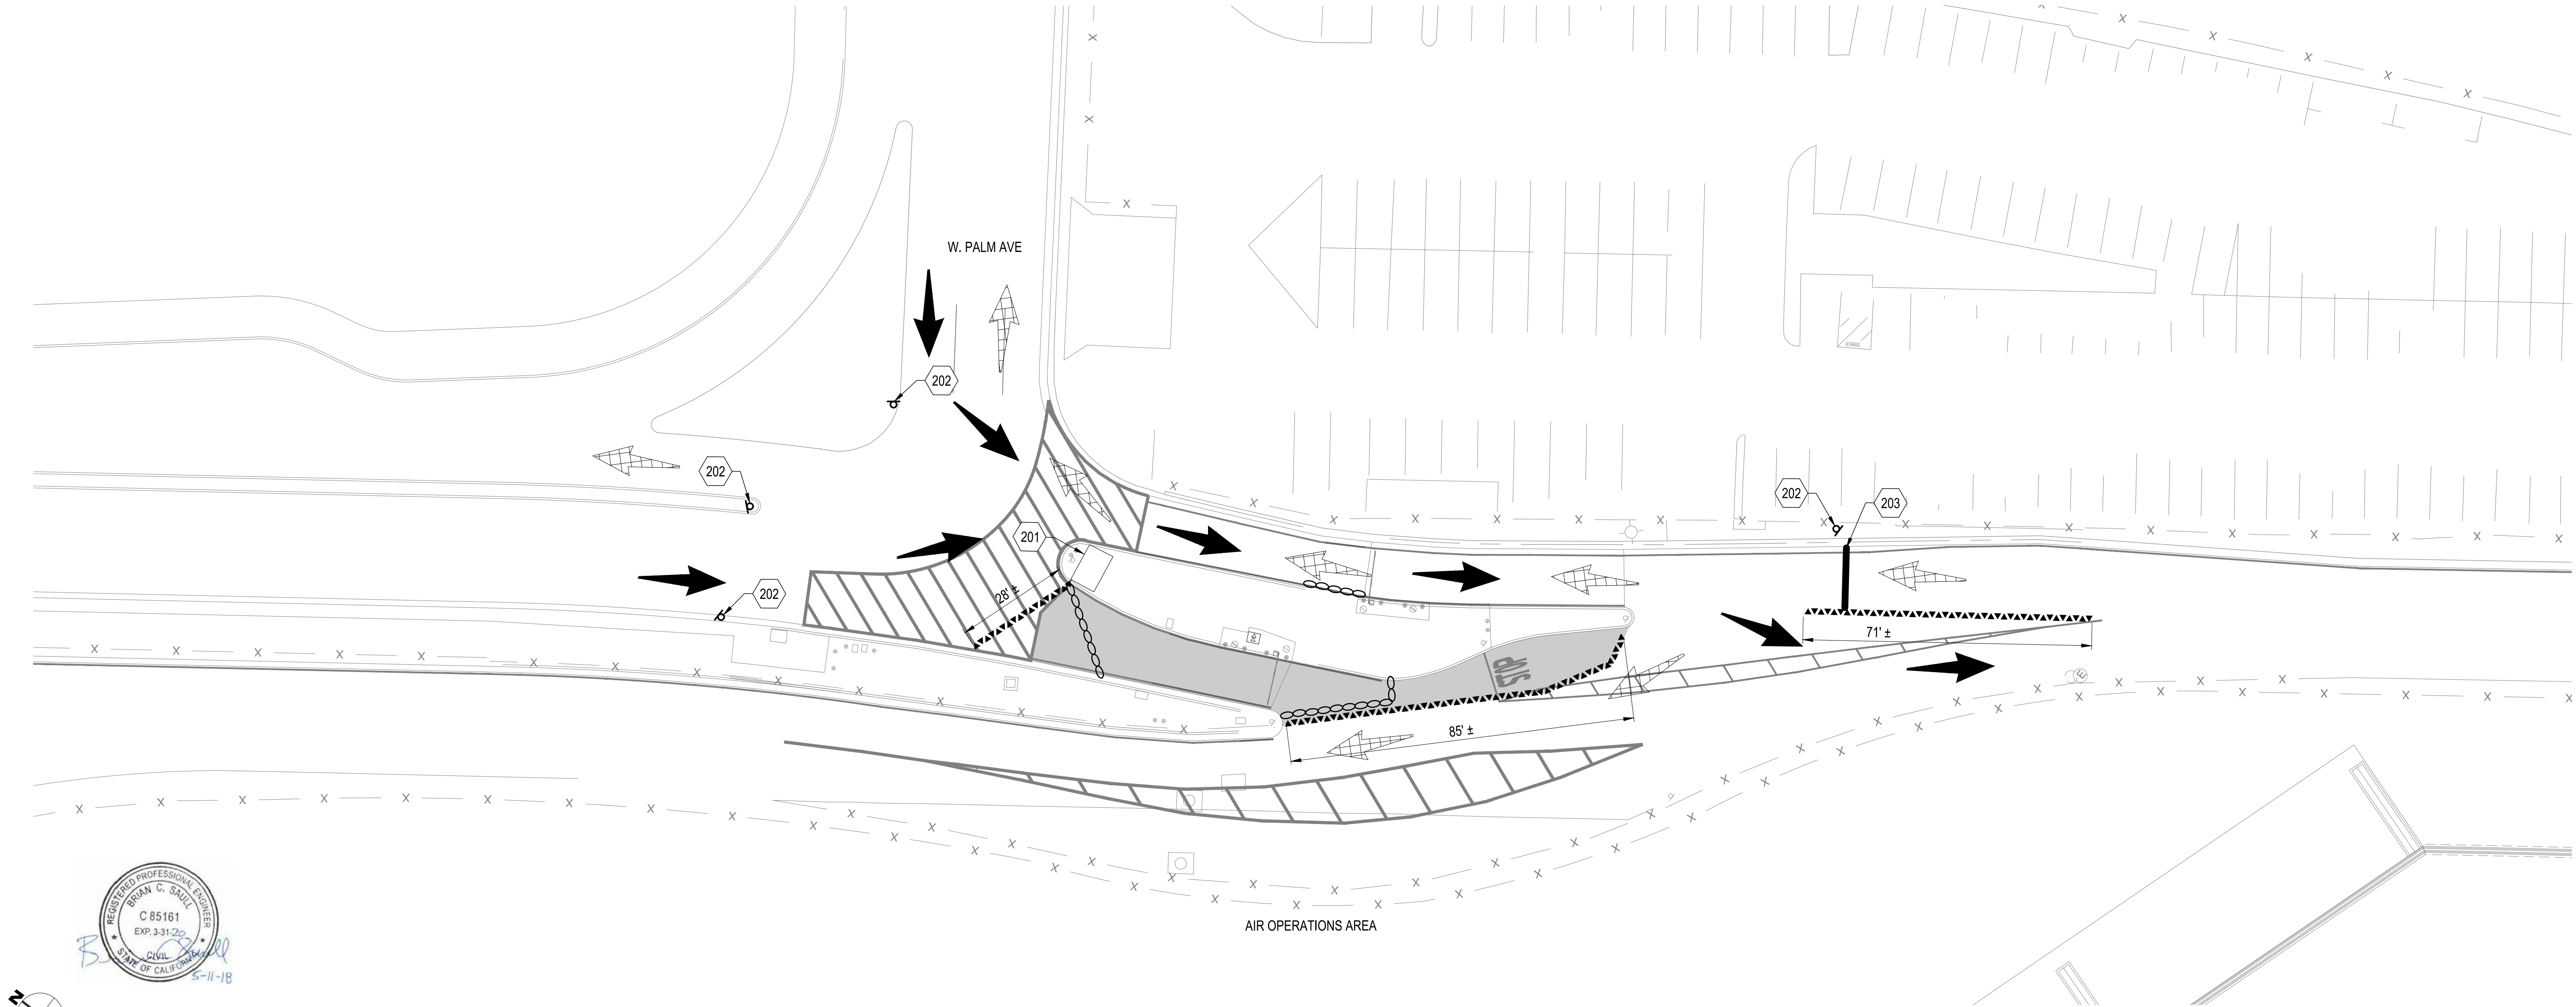 W. PALM AVE
202
202
202
203
201
28' ±
202
STOP
71' ±
85' ±
AIR OPERATIONS AREA
REGISTERED PROFESSIONAL ENGINEER
BRIAN C. SAULL
C 85161
EXP. 3-31-20
CIVIL
STATE OF CALIFORNIA
5-11-18
N